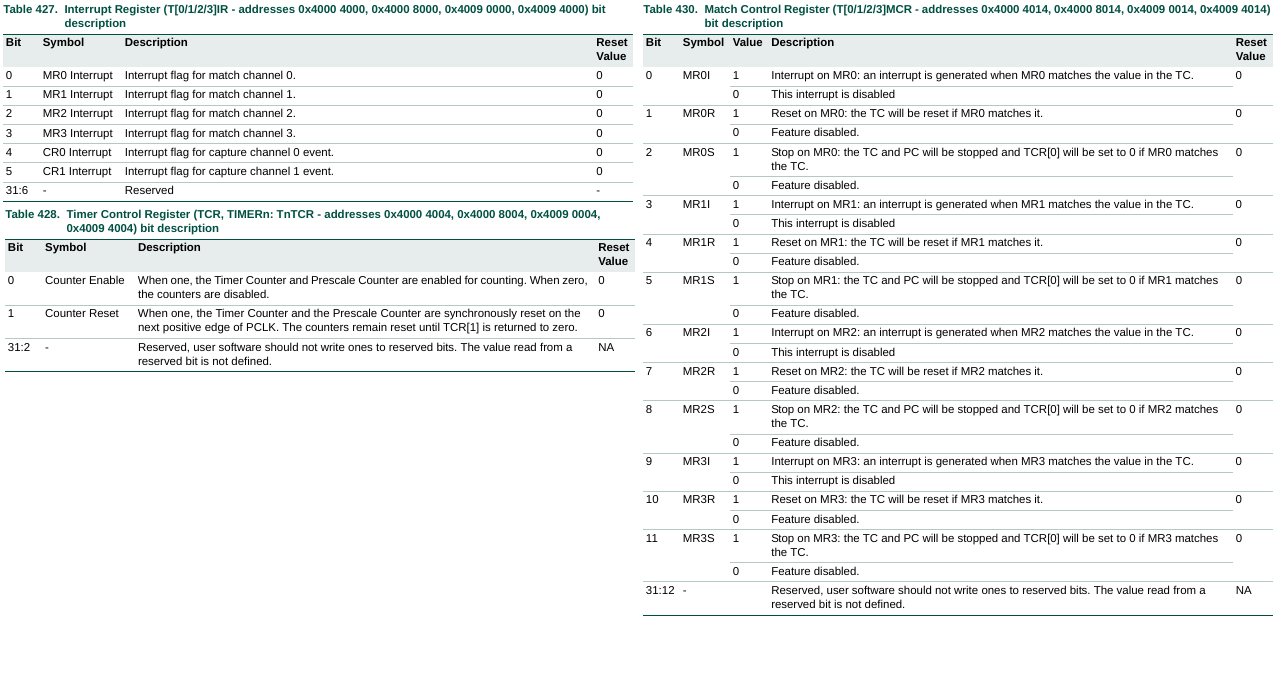 Table 427. Interrupt Register (T[0/1/2/3]IR - addresses 0x4000 4000, 0x4000 8000, 0x4009 0000, 0x4009 4000) bit
description
Bit Symbol Description Reset
Value
0 MR0 Interrupt Interrupt flag for match channel 0. 0
1 MR1 Interrupt Interrupt flag for match channel 1. 0
2 MR2 Interrupt Interrupt flag for match channel 2. 0
3 MR3 Interrupt Interrupt flag for match channel 3. 0
4 CR0 Interrupt Interrupt flag for capture channel 0 event. 0
5 CR1 Interrupt Interrupt flag for capture channel 1 event. 0
31:6 - Reserved -
Table 428. Timer Control Register (TCR, TIMERn: TnTCR - addresses 0x4000 4004, 0x4000 8004, 0x4009 0004,
0x4009 4004) bit description
Bit Symbol Description Reset
Value
0 Counter Enable When one, the Timer Counter and Prescale Counter are enabled for counting. When zero, 0
the counters are disabled.
1 Counter Reset When one, the Timer Counter and the Prescale Counter are synchronously reset on the 0
next positive edge of PCLK. The counters remain reset until TCR[1] is returned to zero.
31:2 - Reserved, user software should not write ones to reserved bits. The value read from a NA
reserved bit is not defined.
Table 430. Match Control Register (T[0/1/2/3]MCR - addresses 0x4000 4014, 0x4000 8014, 0x4009 0014, 0x4009 4014)
bit description
Bit Symbol Value Description Reset
Value
0 MR0I 1 Interrupt on MR0: an interrupt is generated when MR0 matches the value in the TC. 0
0 This interrupt is disabled
1 MR0R 1 Reset on MR0: the TC will be reset if MR0 matches it. 0
0 Feature disabled.
2 MR0S 1 Stop on MR0: the TC and PC will be stopped and TCR[0] will be set to 0 if MR0 matches 0
the TC.
0 Feature disabled.
3 MR1I 1 Interrupt on MR1: an interrupt is generated when MR1 matches the value in the TC. 0
0 This interrupt is disabled
4 MR1R 1 Reset on MR1: the TC will be reset if MR1 matches it. 0
0 Feature disabled.
5 MR1S 1 Stop on MR1: the TC and PC will be stopped and TCR[0] will be set to 0 if MR1 matches 0
the TC.
0 Feature disabled.
6 MR2I 1 Interrupt on MR2: an interrupt is generated when MR2 matches the value in the TC. 0
0 This interrupt is disabled
7 MR2R 1 Reset on MR2: the TC will be reset if MR2 matches it. 0
0 Feature disabled.
8 MR2S 1 Stop on MR2: the TC and PC will be stopped and TCR[0] will be set to 0 if MR2 matches 0
the TC.
0 Feature disabled.
9 MR3I 1 Interrupt on MR3: an interrupt is generated when MR3 matches the value in the TC. 0
0 This interrupt is disabled
10 MR3R 1 Reset on MR3: the TC will be reset if MR3 matches it. 0
0 Feature disabled.
11 MR3S 1 Stop on MR3: the TC and PC will be stopped and TCR[0] will be set to 0 if MR3 matches 0
the TC.
0 Feature disabled.
31:12 - Reserved, user software should not write ones to reserved bits. The value read from a NA
reserved bit is not defined.